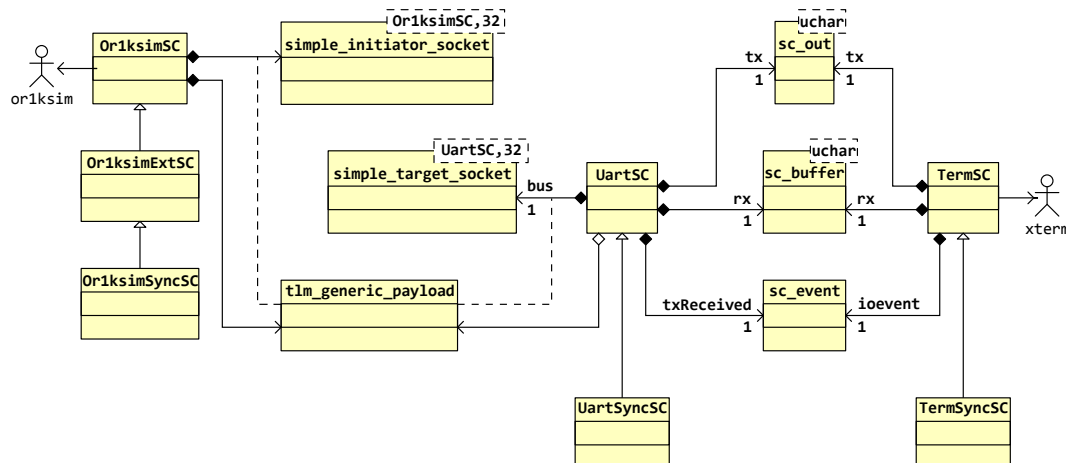 Or1ksimSC,32
uchar
Or1ksimSC
simple_initiator_socket
sc_out
tx
tx
1
1
or1ksim
UartSC,32
uchar
Or1ksimExtSC
simple_target_socket
UartSC
sc_buffer
TermSC
bus
rx
rx
1
1
1
xterm
Or1ksimSyncSC
tlm_generic_payload
sc_event
txReceived
ioevent
1
1
UartSyncSC
TermSyncSC